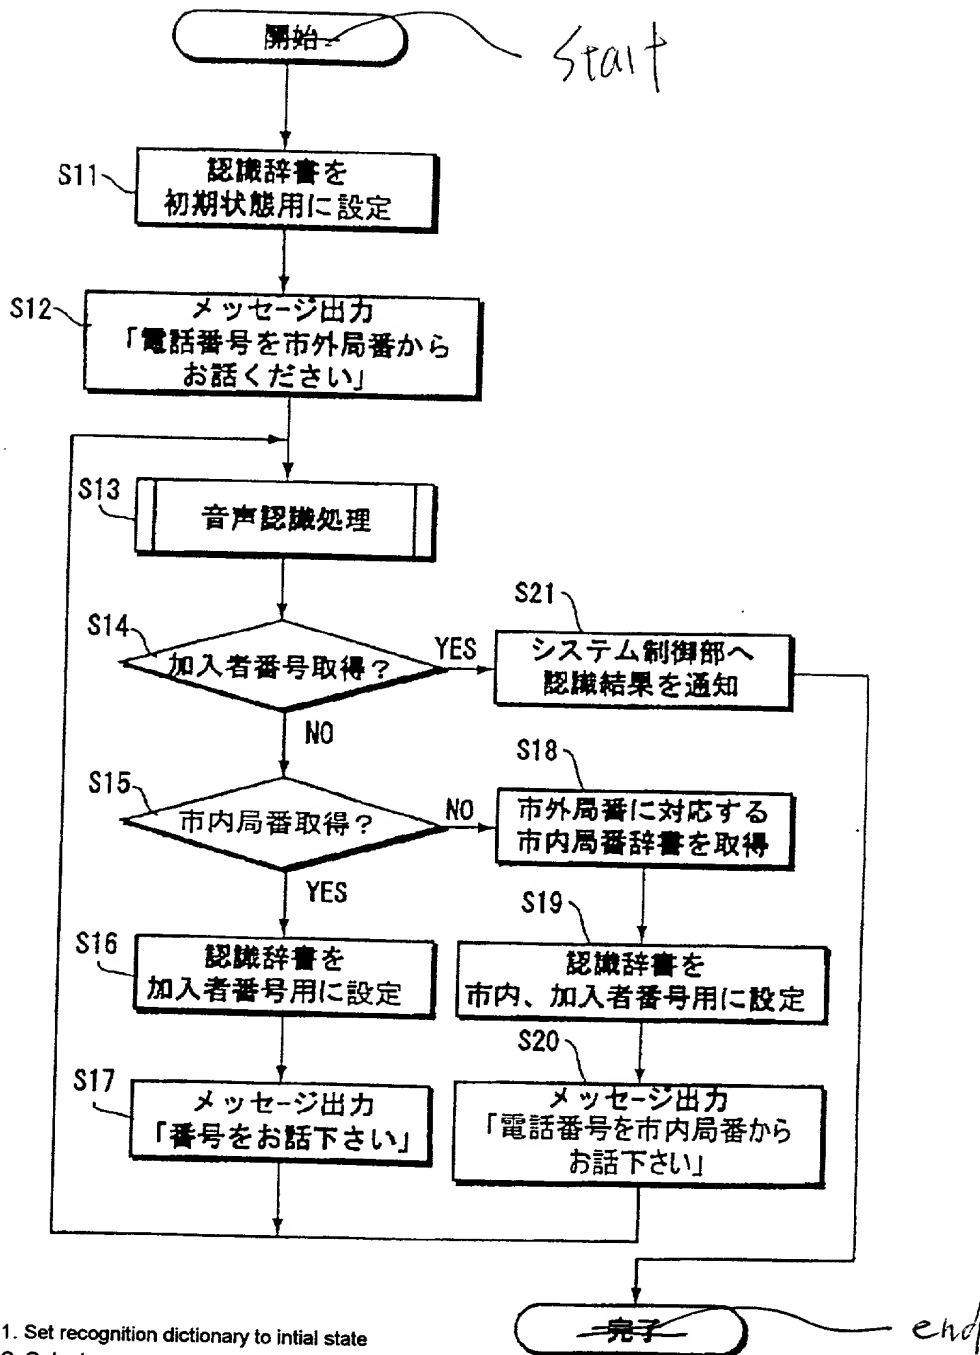 開始
Start
S11
認識辞書を
初期状態用に設定
S12
メッセージ出力
「電話番号を市外局番から
お話ください」
S13
音声認識処理
S14
加入者番号取得？
YES
S21
システム制御部へ
認識結果を通知
NO
S15
市内局番取得？
NO
S18
市外局番に対応する
市内局番辞書を取得
YES
S16
認識辞書を
加入者番号用に設定
S19
認識辞書を
市内、加入者番号用に設定
S17
メッセージ出力
「番号をお話下さい」
S20
メッセージ出力
「電話番号を市内局番から
お話下さい」
完了
end
1. Set recognition dictionary to intial state